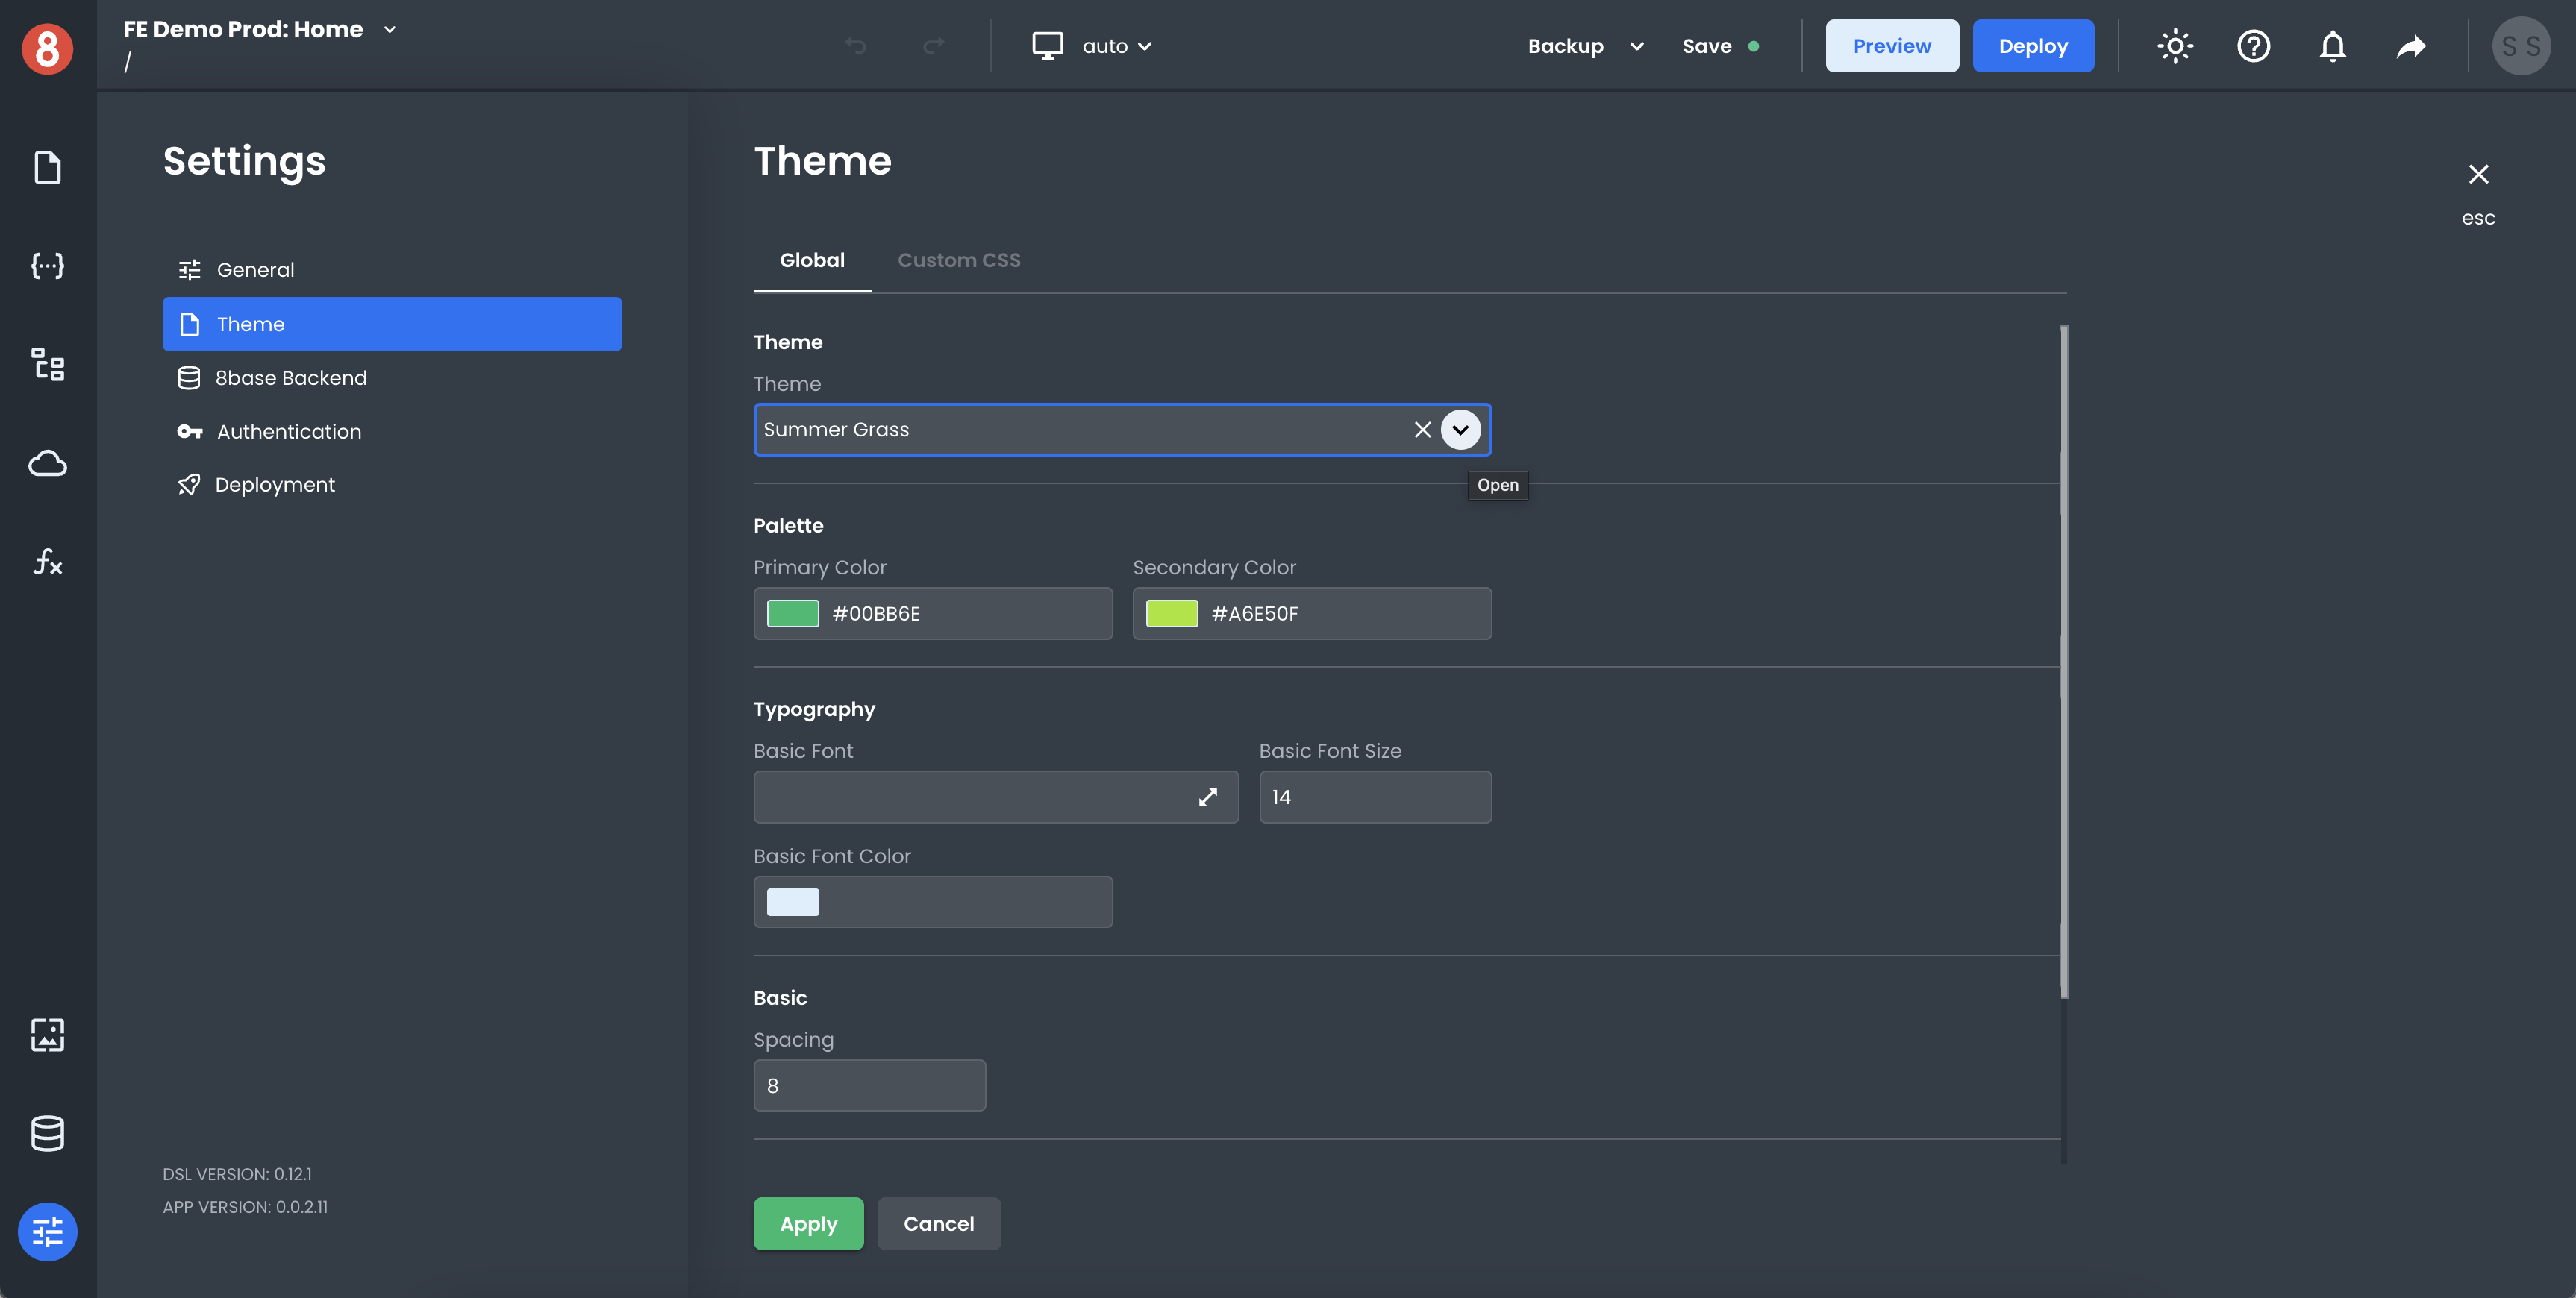 8
FE Demo Prod: Home
/
auto
Backup
Save
Preview
Deploy
S S
Settings
General
Theme
8base Backend
Authentication
Deployment
DSL VERSION: 0.12.1
APP VERSION: 0.0.2.11
Theme
esc
Global
Custom CSS
Theme
Theme
Summer Grass
Open
Palette
Primary Color
Secondary Color
#00BB6E
#A6E50F
Typography
Basic Font
Basic Font Size
14
Basic Font Color
Basic
Spacing
8
Apply
Cancel